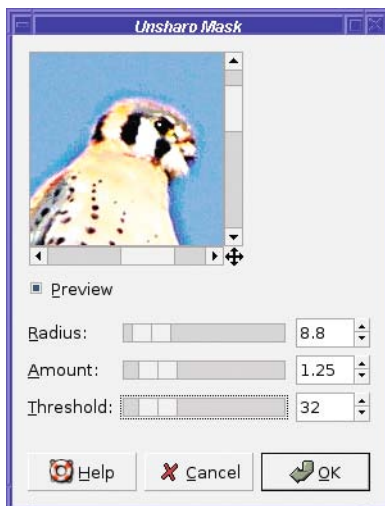 Unsharp Mask
Preview
Radius: 8.8
Amount: 1.25
Threshold: 32
Help Cancel OK